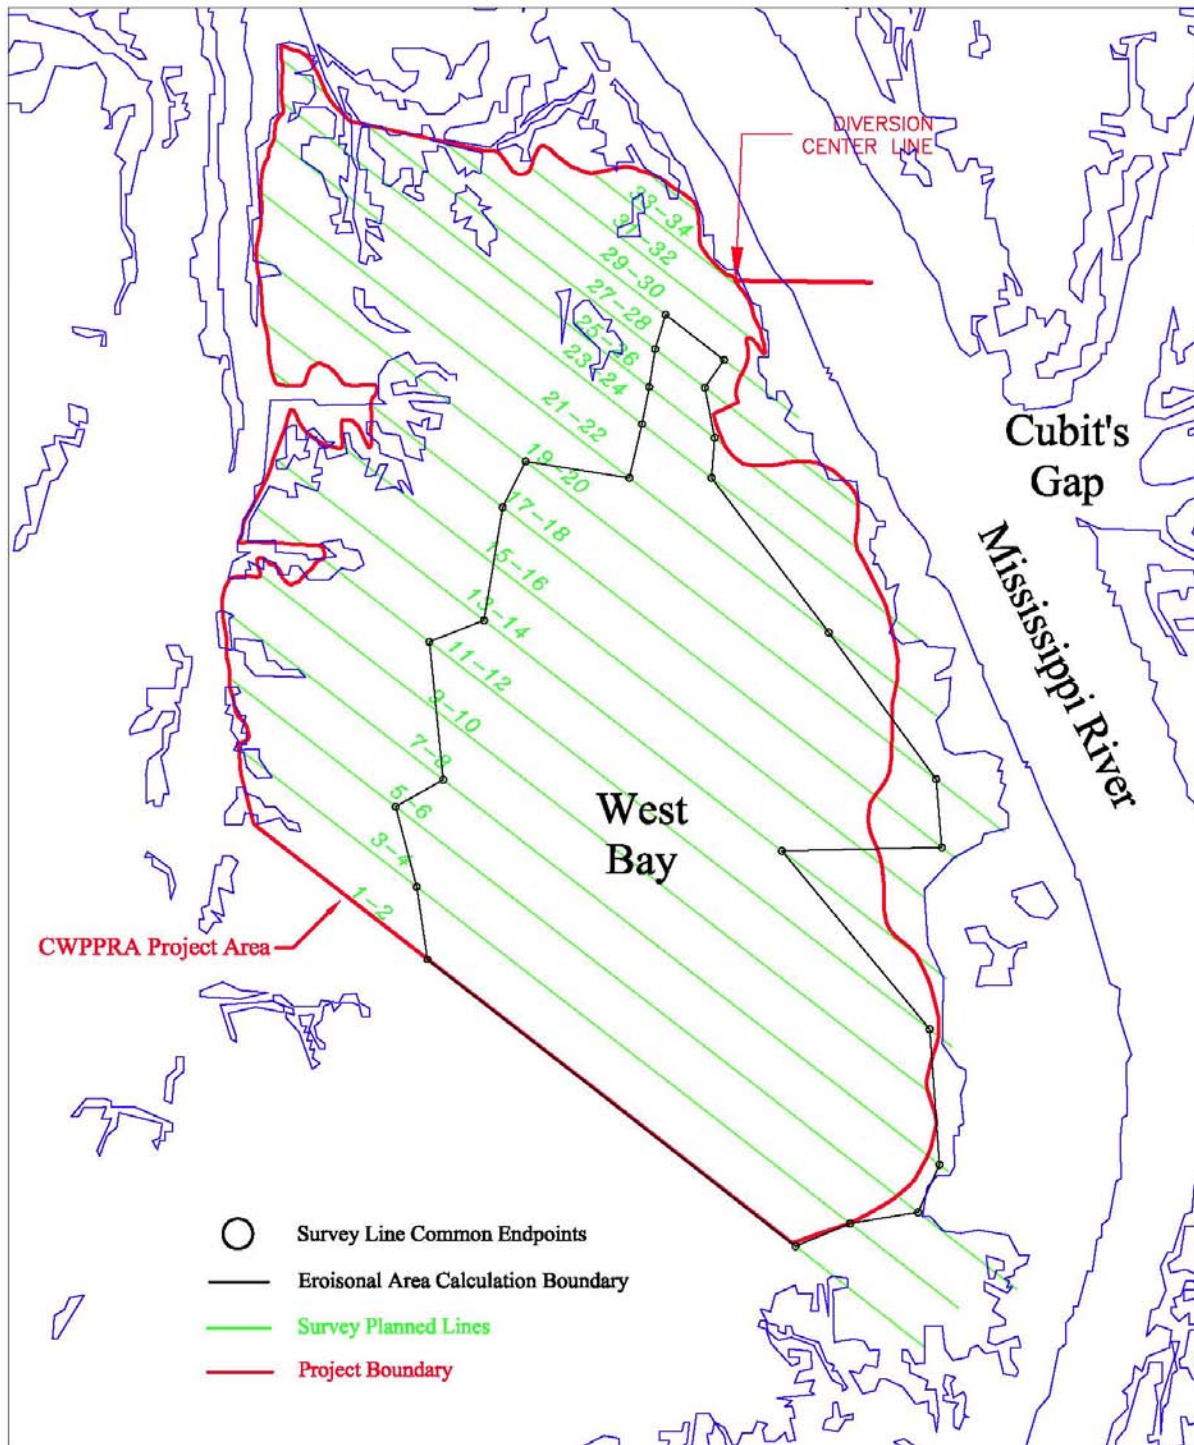 DIVERSION
CENTER LINE
33-34
31-32
29-30
27-28
25-26
23-24
21-22
19-20
17-18
15-16
13-14
11-12
9-10
7-8
5-6
3-4
1-2
Cubit's
Gap
Mississippi River
West
Bay
CWPPRA Project Area
Survey Line Common Endpoints
Eroisonal Area Calculation Boundary
Survey Planned Lines
Project Boundary